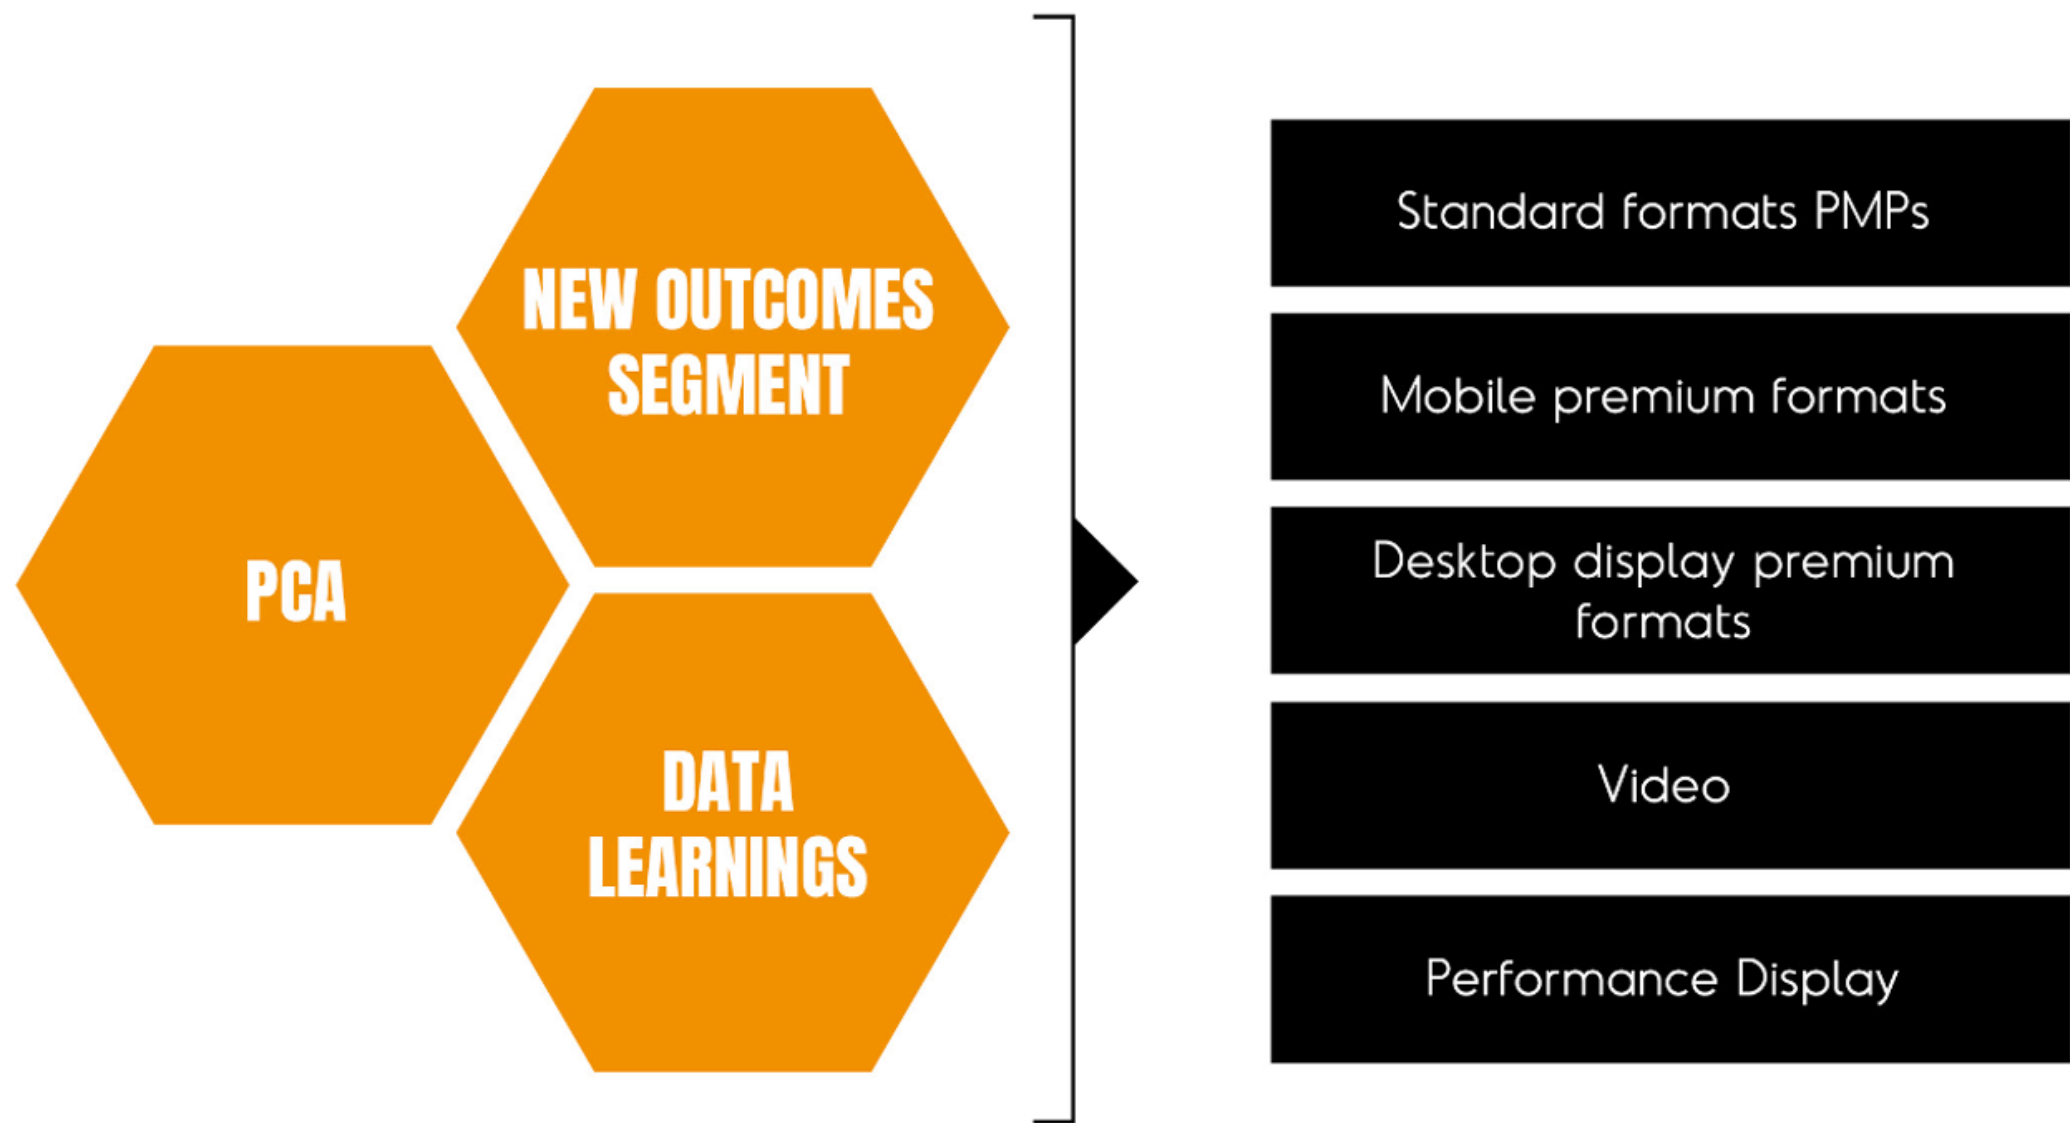 PCA
NEW OUTCOMES
SEGMENT
DATA
LEARNINGS
Standard formats PMPs
Mobile premium formats
Desktop display premium
formats
Video
Performance Display